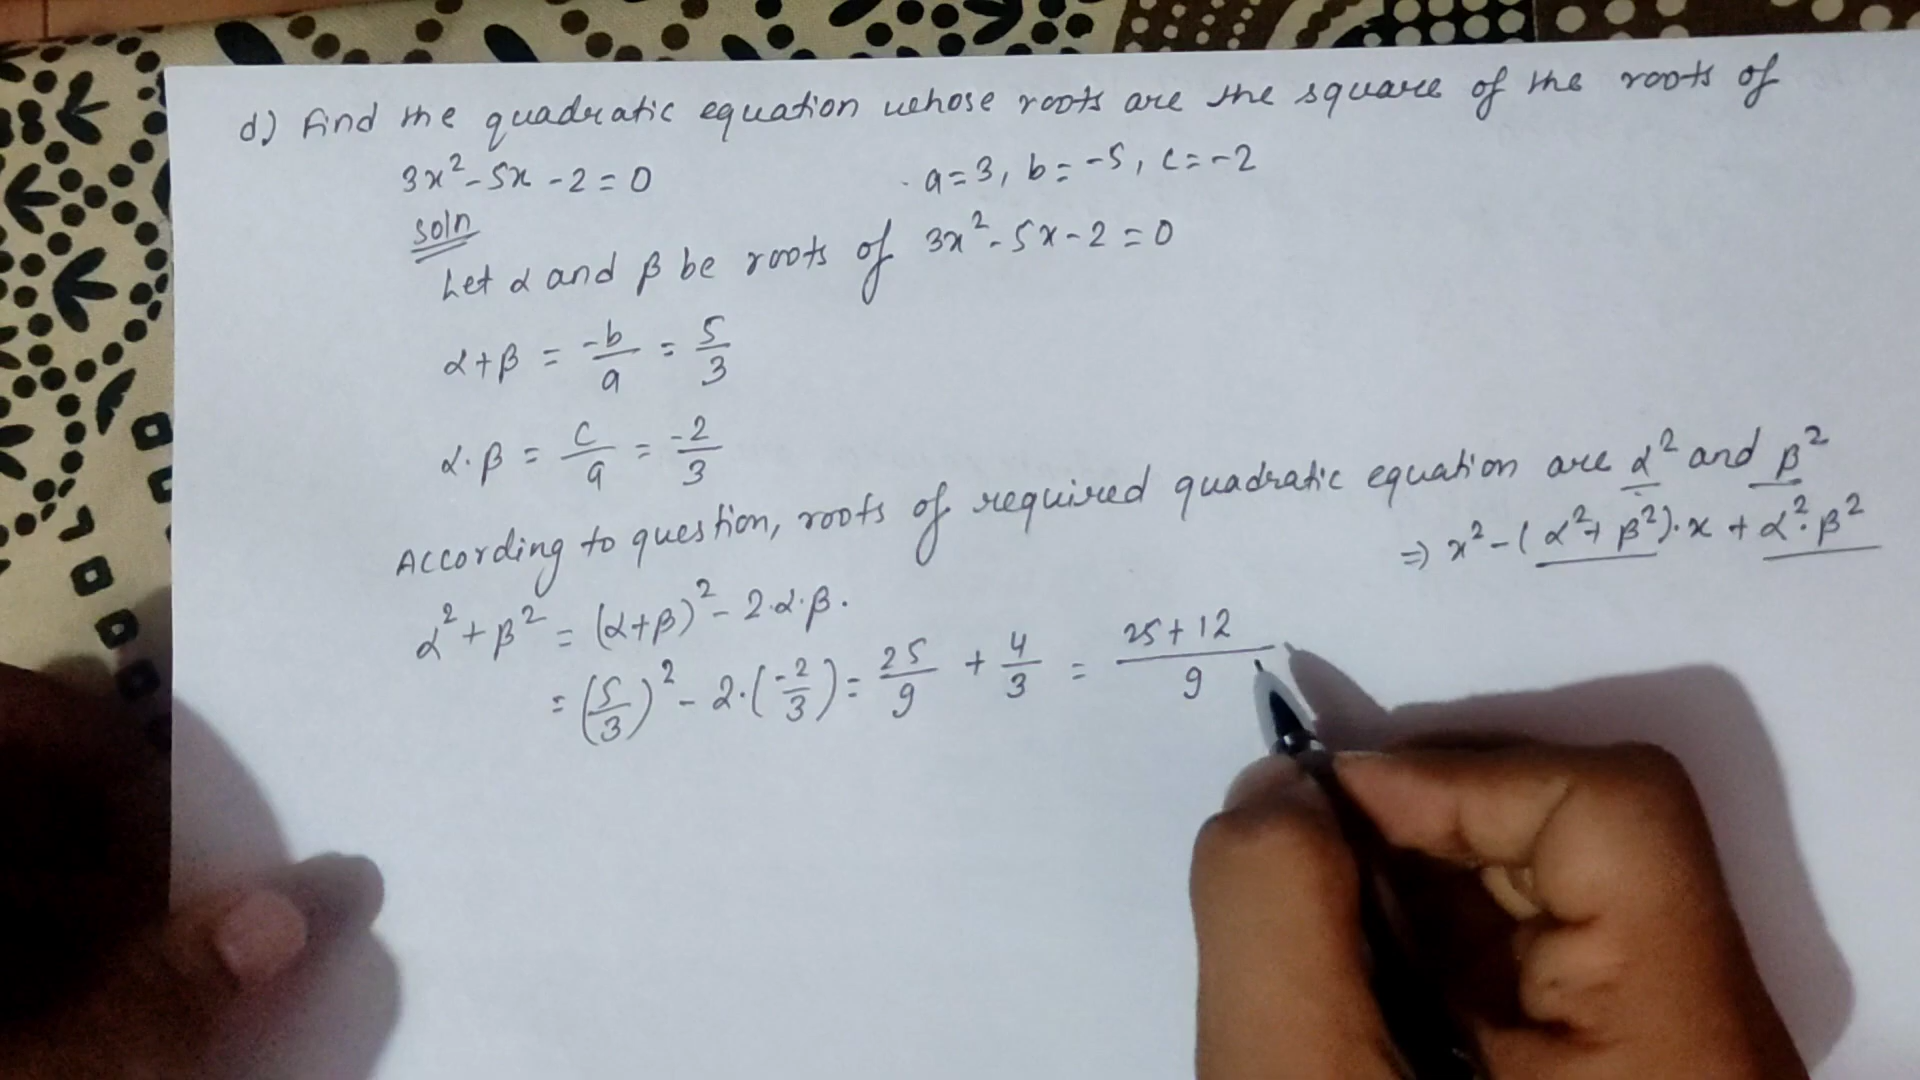 d) Find the quadratic equation whose roots are the square of the roots of
3x² - 5x - 2 = 0
a = 3, b = -5, c = -2
soln
Let α and β be roots of 3x² - 5x - 2 = 0
α + β = -b/a = 5/3
α . β = c/a = -2/3
According to question, roots of required quadratic equation are α² and β²
⇒ x² - (α² + β²) . x + α² . β²
α² + β² = (α + β)² - 2.α.β.
= (5/3)² - 2.(-2/3) = 25/9 + 4/3 = 25 + 12/9